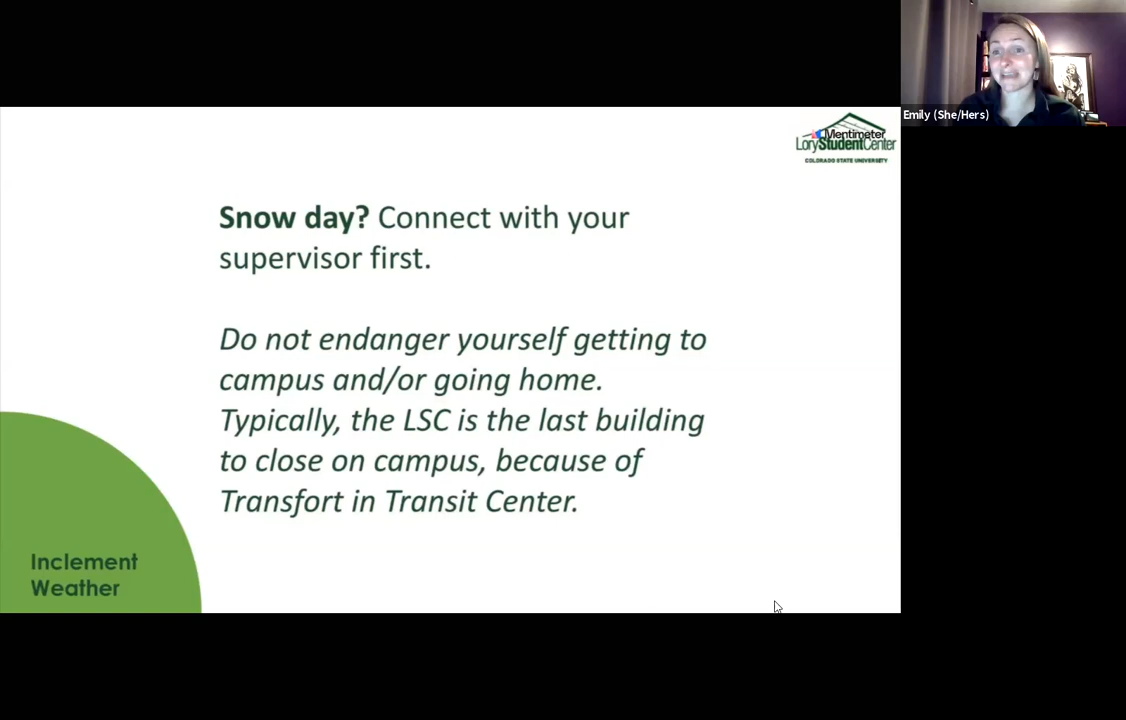 Emily (She/Hers)
Mentimeter
LoryStudentCenter
COLORADO STATE UNIVERSITY
Snow day? Connect with your
supervisor first.
Do not endanger yourself getting to
campus and/or going home.
Typically, the LSC is the last building
to close on campus, because of
Transfort in Transit Center.
Inclement
Weather